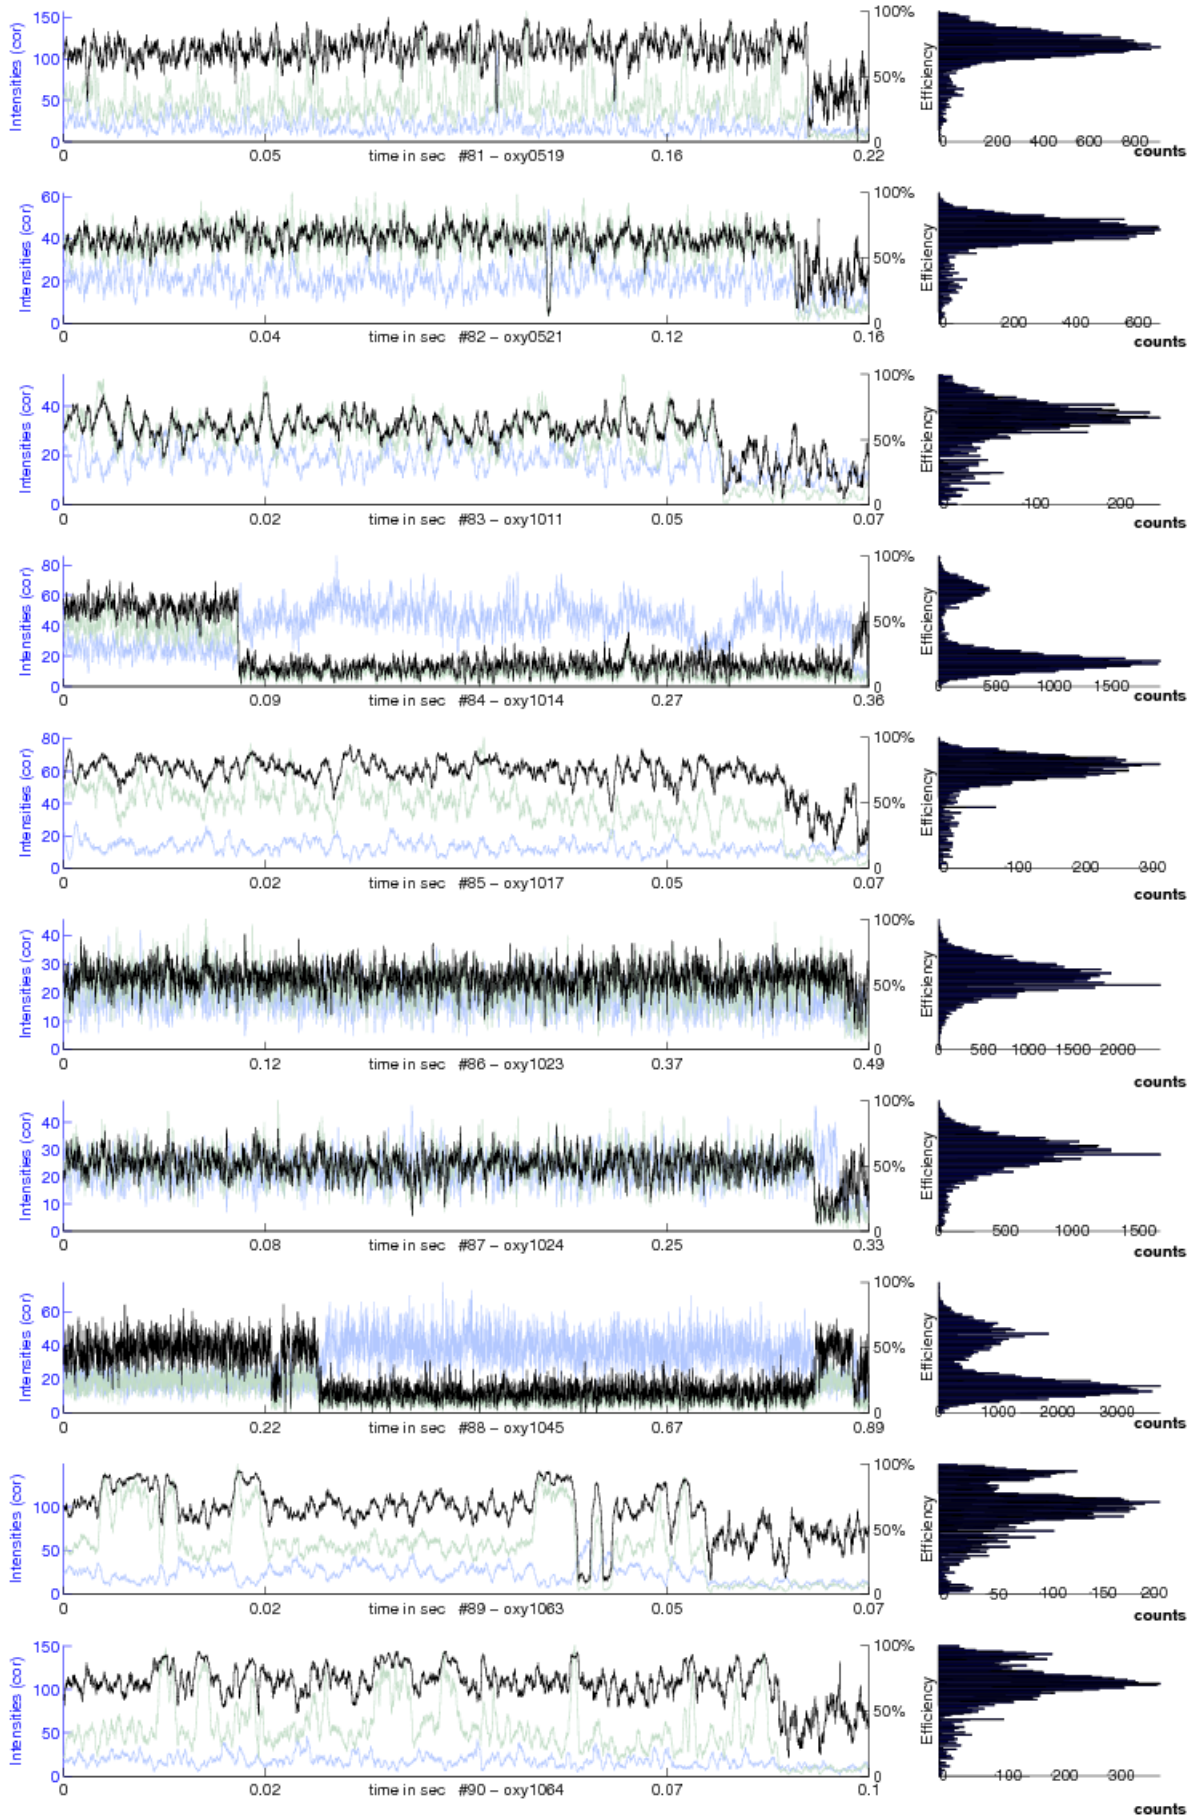 150 100 50 0 Intensities (cor) 100% 50% 0 Efficiency
0 0.05 time in sec #81 – oxy0519 0.16 0.22 0 200 400 600 800 counts
60 40 20 0 Intensities (cor) 100% 50% 0 Efficiency
0 0.04 time in sec #82 – oxy0521 0.12 0.16 0 200 400 600 counts
40 20 0 Intensities (cor) 100% 50% 0 Efficiency
0 0.02 time in sec #83 – oxy1011 0.05 0.07 0 100 200 counts
80 60 40 20 0 Intensities (cor) 100% 50% 0 Efficiency
0 0.09 time in sec #84 – oxy1014 0.27 0.36 0 500 1000 1500 counts
80 60 40 20 0 Intensities (cor) 100% 50% 0 Efficiency
0 0.02 time in sec #85 – oxy1017 0.05 0.07 0 100 200 300 counts
40 30 20 10 0 Intensities (cor) 100% 50% 0 Efficiency
0 0.12 time in sec #86 – oxy1023 0.37 0.49 0 500 1000 1500 2000 counts
40 30 20 10 0 Intensities (cor) 100% 50% 0 Efficiency
0 0.08 time in sec #87 – oxy1024 0.25 0.33 0 500 1000 1500 counts
60 40 20 0 Intensities (cor) 100% 50% 0 Efficiency
0 0.22 time in sec #88 – oxy1045 0.67 0.89 0 1000 2000 3000 counts
100 50 0 Intensities (cor) 100% 50% 0 Efficiency
0 0.02 time in sec #89 – oxy1063 0.05 0.07 0 50 100 150 200 counts
150 100 50 0 Intensities (cor) 100% 50% 0 Efficiency
0 0.02 time in sec #90 – oxy1064 0.07 0.1 0 100 200 300 counts